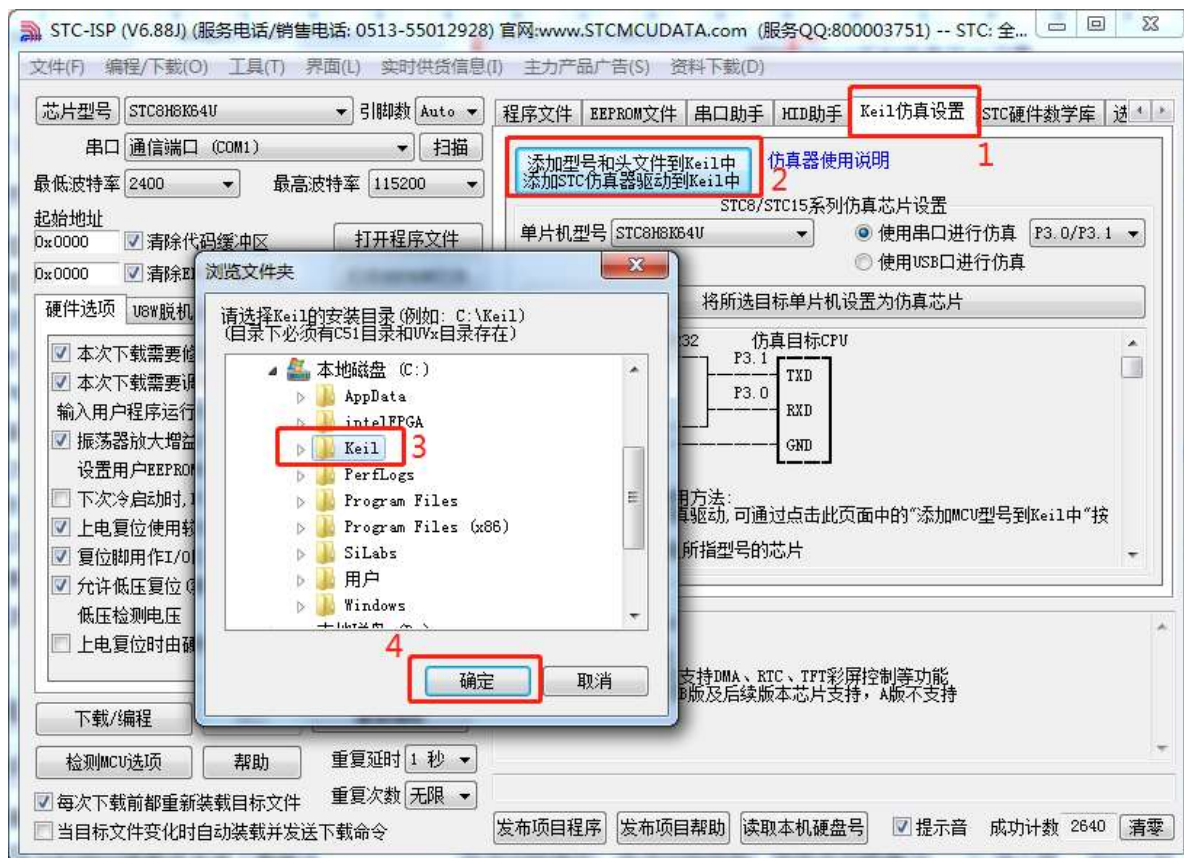 STC-ISP (V6.88J) (服务电话/销售电话: 0513-55012928) 官网:www.STCMCUDATA.com (服务QQ:800003751) -- STC: 全...
文件(F) 编程/下载(O) 工具(T) 界面(L) 实时供货信息(I) 主力产品广告(S) 资料下载(D)
芯片型号 STC8H8K64U 引脚数 Auto
串口 通信端口 (COM1) 扫描
最低波特率 2400 最高波特率 115200
起始地址
0x0000 清除代码缓冲区 打开程序文件
0x0000 清除E
硬件选项 U8W脱机
本次下载需要修
本次下载需要调
输入用户程序运行
振荡器放大增益
设置用户EEPROM
下次冷启动时,
上电复位使用较
复位脚用作I/O
允许低压复位
低压检测电压
上电复位时由硬
下载/编程
检测MCU选项 帮助 重复延时 1 秒
每次下载前都重新装载目标文件 重复次数 无限
当目标文件变化时自动装载并发送下载命令
程序文件 EEPROM文件 串口助手 HID助手 Keil仿真设置 STC硬件数学库 选
1
添加型号和头文件到Keil中
添加STC仿真器驱动到Keil中
2
仿真器使用说明
STC8/STC15系列仿真芯片设置
单片机型号 STC8H8K64U 使用串口进行仿真 P3.0/P3.1
使用USB口进行仿真
将所选目标单片机设置为仿真芯片
32 仿真目标CPU
P3.1 TXD
P3.0 RXD
GND
用方法:
真驱动,可通过点击此页面中的"添加MCU型号到Keil中"按
所指型号的芯片
浏览文件夹
请选择Keil的安装目录(例如: C:\Keil)
(目录下必须有C51目录和UVx目录存在)
本地磁盘 (C:)
AppData
intelFPGA
Keil 3
PerfLogs
Program Files
Program Files (x86)
SiLabs
用户
Windows
4
确定 取消
支持DMA、RTC、TFT彩屏控制等功能
B版及后续版本芯片支持，A版不支持
发布项目程序 发布项目帮助 读取本机硬盘号 提示音 成功计数 2640 清零